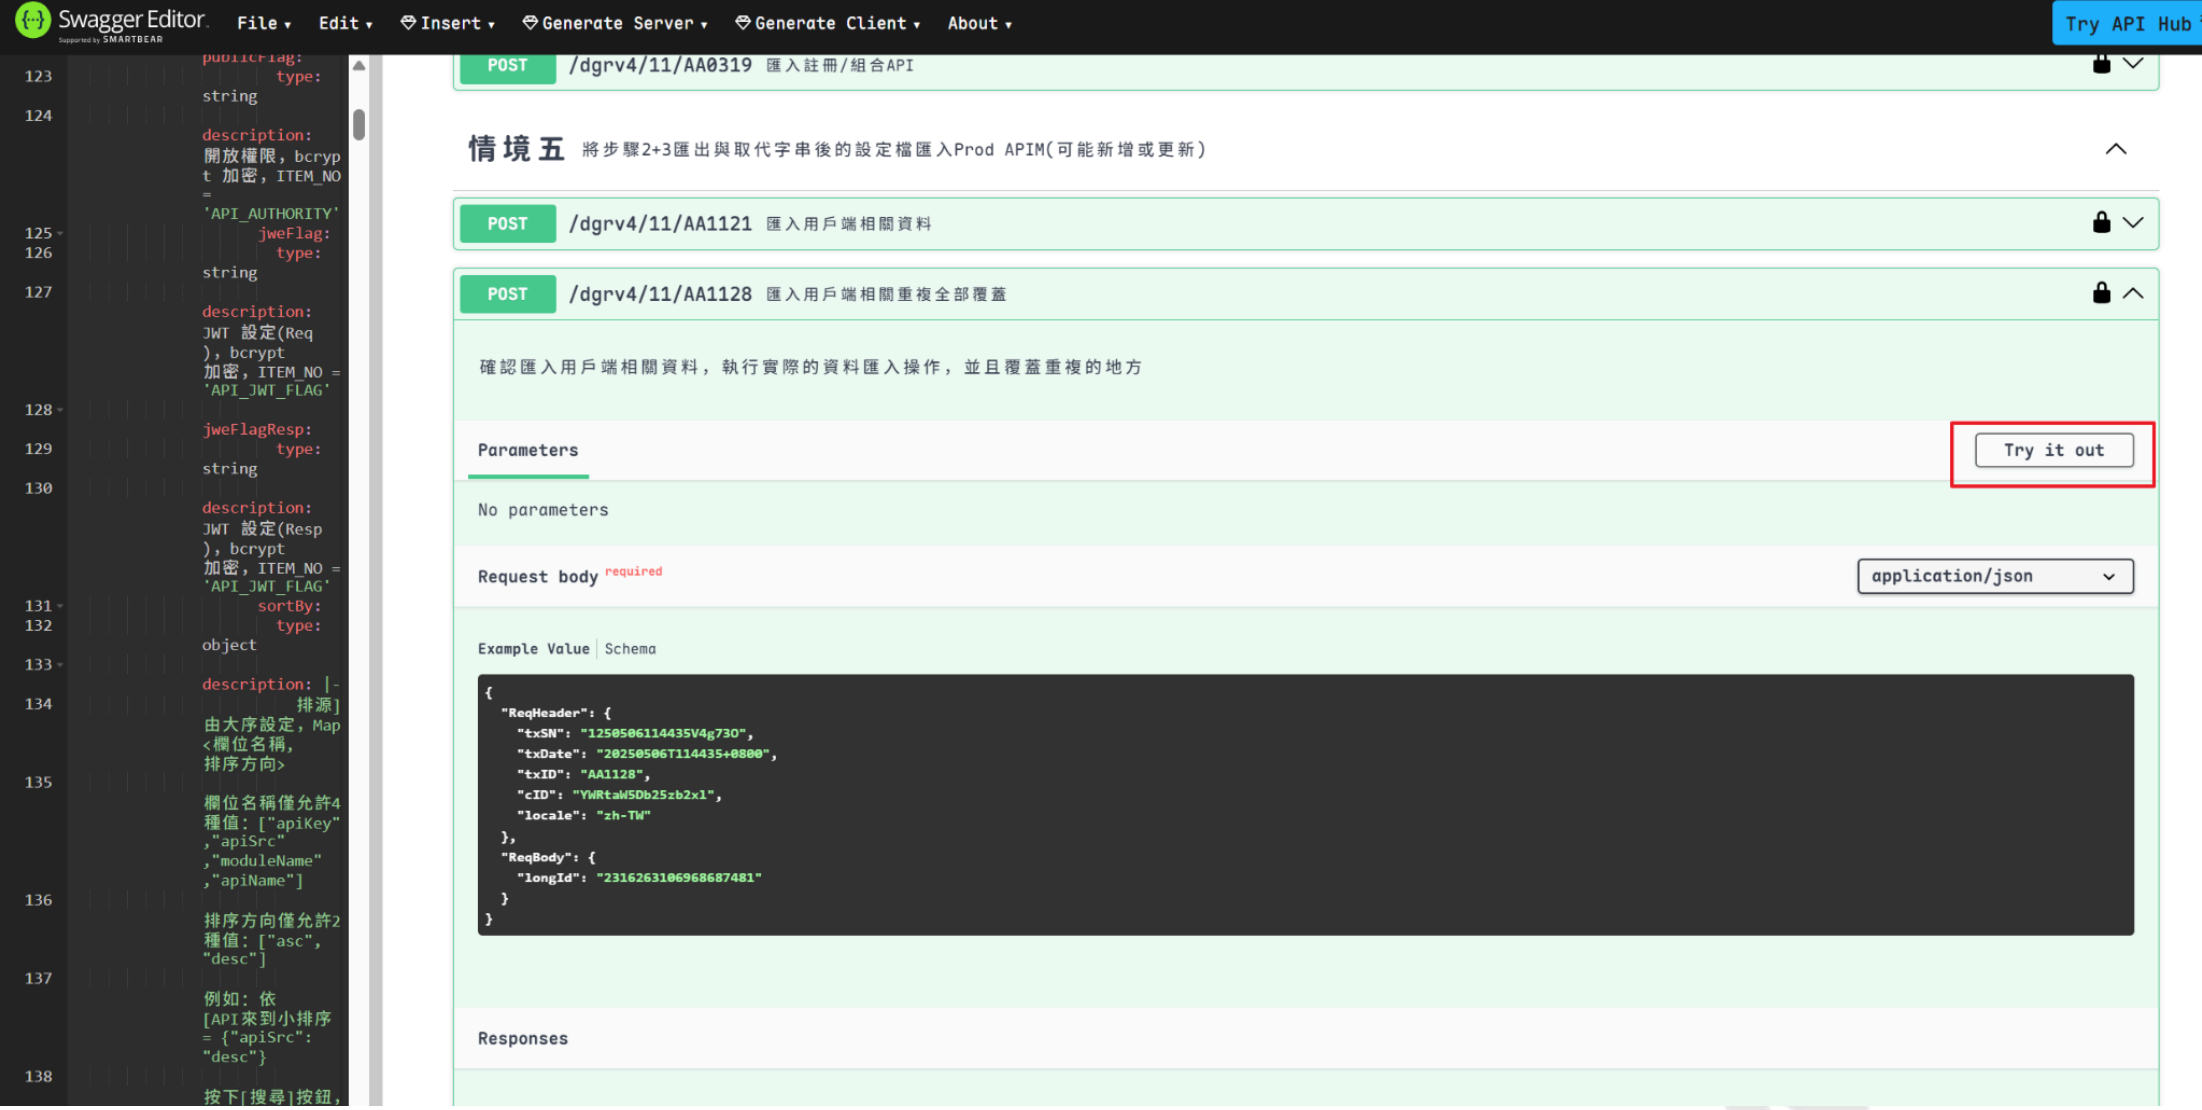 Swagger Editor
Supported by SMARTBEAR
File
Edit
Insert
Generate Server
Generate Client
About
Try API Hub
publicFlag:
123 type:
string
124
description:
開放權限，bcryp
t 加密，ITEM_NO
=
'API_AUTHORITY'
125 jweFlag:
126 type:
string
127
description:
JWT 設定(Req
)，bcrypt
加密，ITEM_NO =
'API_JWT_FLAG'
128
jweFlagResp:
129 type:
string
130
description:
JWT 設定(Resp
)，bcrypt
加密，ITEM_NO =
'API_JWT_FLAG'
131 sortBy:
132 type:
object
133
description: |-
134 排源]
由大序設定，Map
<欄位名稱，
排序方向>
135
欄位名稱僅允許4
種值：["apiKey"
,"apiSrc"
,"moduleName"
,"apiName"]
136
排序方向僅允許2
種值：["asc",
"desc"]
137
例如：依
[API來到小排序
= {"apiSrc":
"desc"}
138
按下[搜尋]按鈕，
POST /dgrv4/11/AA0319 匯入註冊/組合API
情境五 將步驟2+3匯出與取代字串後的設定檔匯入Prod APIM(可能新增或更新)
POST /dgrv4/11/AA1121 匯入用戶端相關資料
POST /dgrv4/11/AA1128 匯入用戶端相關重複全部覆蓋
確認匯入用戶端相關資料，執行實際的資料匯入操作，並且覆蓋重複的地方
Parameters
Try it out
No parameters
Request body required
application/json
Example Value Schema
{
"ReqHeader": {
"txSN": "1250506114435V4g73O",
"txDate": "20250506T114435+0800",
"txID": "AA1128",
"cID": "YWRtaW5Db25zb2xl",
"locale": "zh-TW"
},
"ReqBody": {
"longId": "2316263106968687481"
}
}
Responses